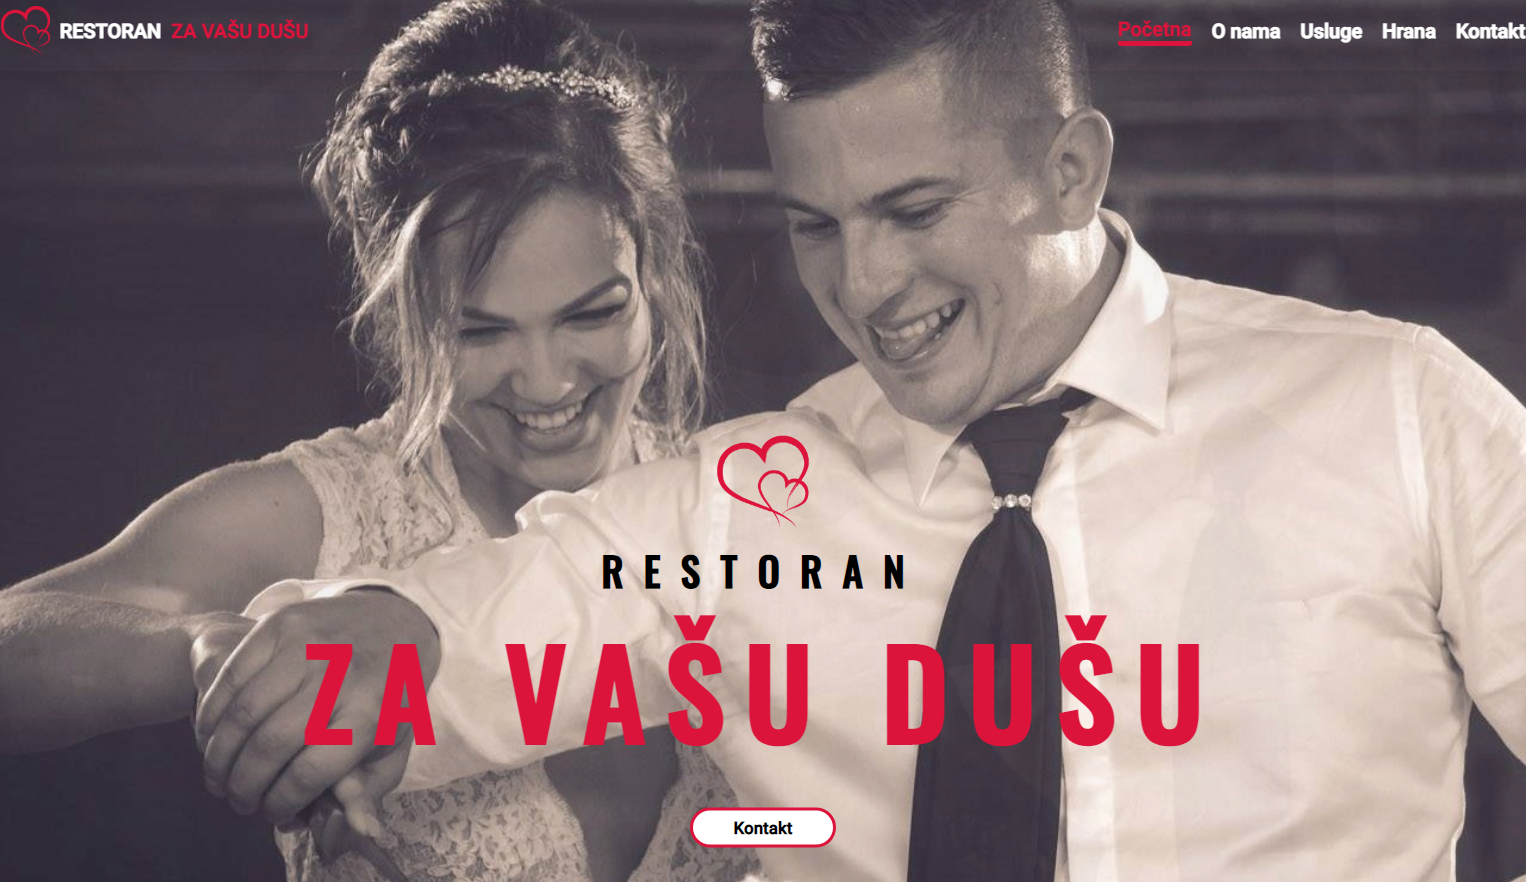 RESTORAN ZA VAŠU DUŠU
Početna O nama Usluge Hrana Kontakt
RESTORAN
ZA VAŠU DUŠU
Kontakt